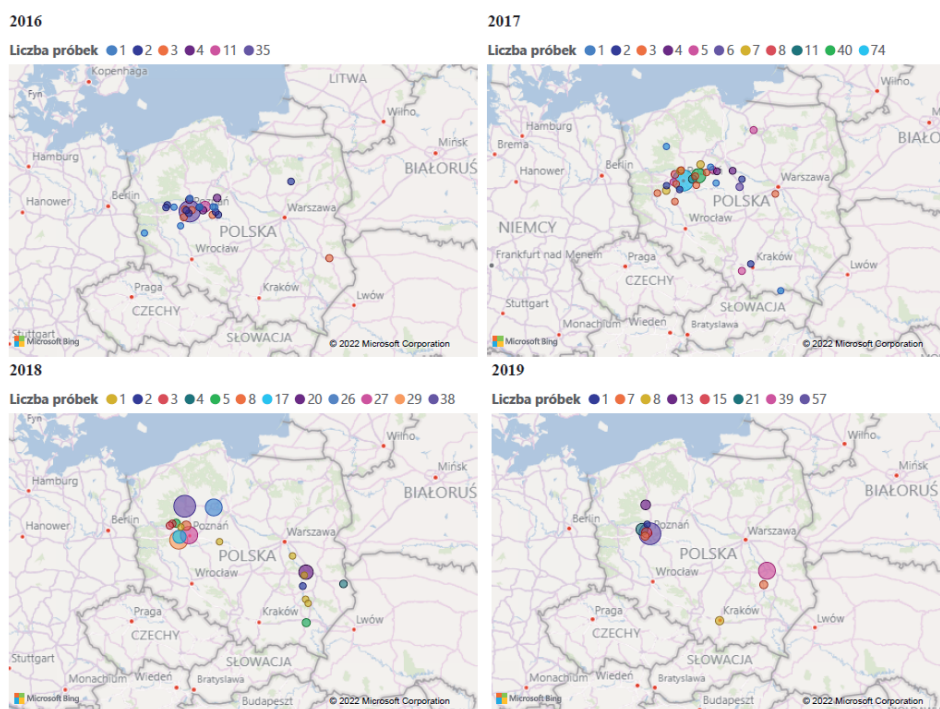 2016
Liczba próbek 1 2 3 4 11 35
Kopenhaga
LITWA
Fyn
Wilno
Mińsk
Hamburg
BIAŁORUŚ
Berlin
Poznań
Hanower
Warszawa
POLSKA
Wrocław
Praga
Kraków
Lwów
CZECHY
SŁOWACJA
Stuttgart
Microsoft Bing
© 2022 Microsoft Corporation
2017
Liczba próbek 1 2 3 4 5 6 7 8 11 40 74
Wilno
Hamburg
Brema
Berlin
Hanower
Warszawa
POLSKA
Wrocław
NIEMCY
Frankfurt nad Menem
Praga
Kraków
CZECHY
Lwów
Stuttgart
SŁOWACJA
Monachium
Wiedeń
Bratysława
Microsoft Bing
© 2022 Microsoft Corporation
2018
Liczba próbek 1 2 3 4 5 8 17 20 26 27 29 38
Fyn
Wilno
Mińsk
Hamburg
BIAŁORUŚ
Hanower
Berlin
Poznań
Warszawa
POLSKA
Wrocław
Praga
Kraków
Lwów
CZECHY
SŁOWACJA
Stuttgart
Monachium
Wiedeń
Bratysława
Budapeszt
Microsoft Bing
© 2022 Microsoft Corporation
2019
Liczba próbek 1 7 8 13 15 21 39 57
Fyn
Wilno
Mińsk
Hamburg
BIAŁORUŚ
Hanower
Berlin
Poznań
Warszawa
POLSKA
Wrocław
Praga
Kraków
Lwów
CZECHY
SŁOWACJA
Stuttgart
Monachium
Wiedeń
Bratysława
Budapeszt
Microsoft Bing
© 2022 Microsoft Corporation